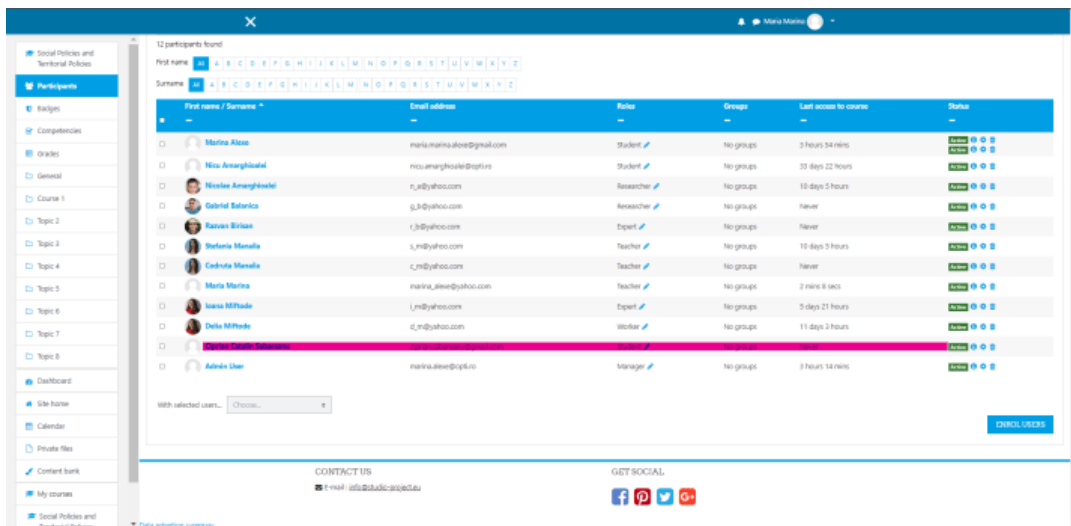 Maria Marina
Social Policies and
Territorial Policies
Participants
Badges
Competencies
Grades
General
Course 1
Topic 2
Topic 3
Topic 4
Topic 5
Topic 6
Topic 7
Topic 8
Dashboard
Site home
Calendar
Private files
Content bank
My courses
Social Policies and
12 participants found
First name All A B C D E F G H I J K L M N O P Q R S T U V W X Y Z
Surname All A B C D E F G H I J K L M N O P Q R S T U V W X Y Z
First name / Surname Email address Roles Groups Last access to course Status
Marina Alexe maria.marina.alexe@gmail.com Student No groups 3 hours 54 mins Active
Active
Nicu Amarghioalei nicu.amarghioalei@opti.ro Student No groups 33 days 22 hours Active
Nicolae Amarghioalei n_a@yahoo.com Researcher No groups 10 days 5 hours Active
Gabriel Balanica g_b@yahoo.com Researcher No groups Never Active
Razvan Birisan r_b@yahoo.com Expert No groups Never Active
Stefania Manaila s_m@yahoo.com Teacher No groups 10 days 5 hours Active
Codruta Manaila c_m@yahoo.com Teacher No groups Never Active
Maria Marina marina_alexe@yahoo.com Teacher No groups 2 mins 8 secs Active
Ioana Miftode i_m@yahoo.com Expert No groups 5 days 21 hours Active
Delia Miftode d_m@yahoo.com Worker No groups 11 days 3 hours Active
Ciprian Catalin Student No groups Never Active
Admin User marina.alexe@opti.ro Manager No groups 3 hours 14 mins Active
With selected users... Choose...
ENROL USERS
CONTACT US
E-mail : info@studic-project.eu
GET SOCIAL
Data retention summary